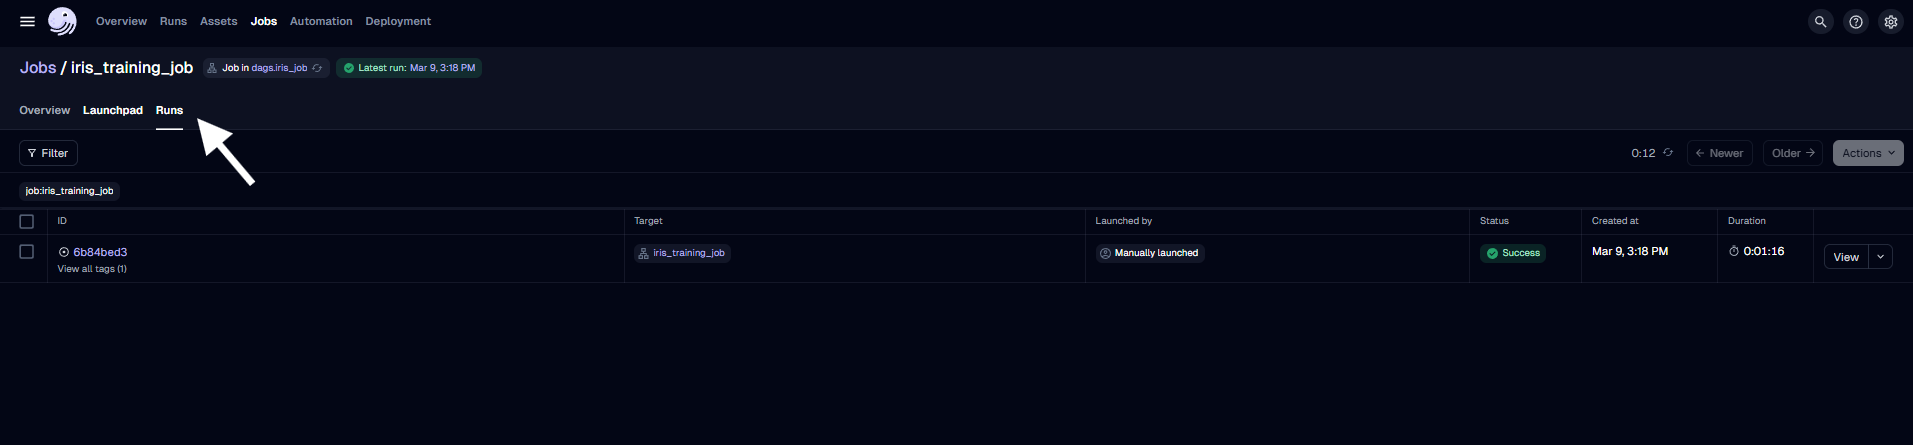 Overview Runs Assets Jobs Automation Deployment
Jobs / iris_training_job Job in dags.iris_job Latest run: Mar 9, 3:18 PM
Overview Launchpad Runs
Filter 0:12 Newer Older Actions
job:iris_training_job
ID Target Launched by Status Created at Duration
6b84bed3 iris_training_job Manually launched Success Mar 9, 3:18 PM 0:01:16 View
View all tags (1)